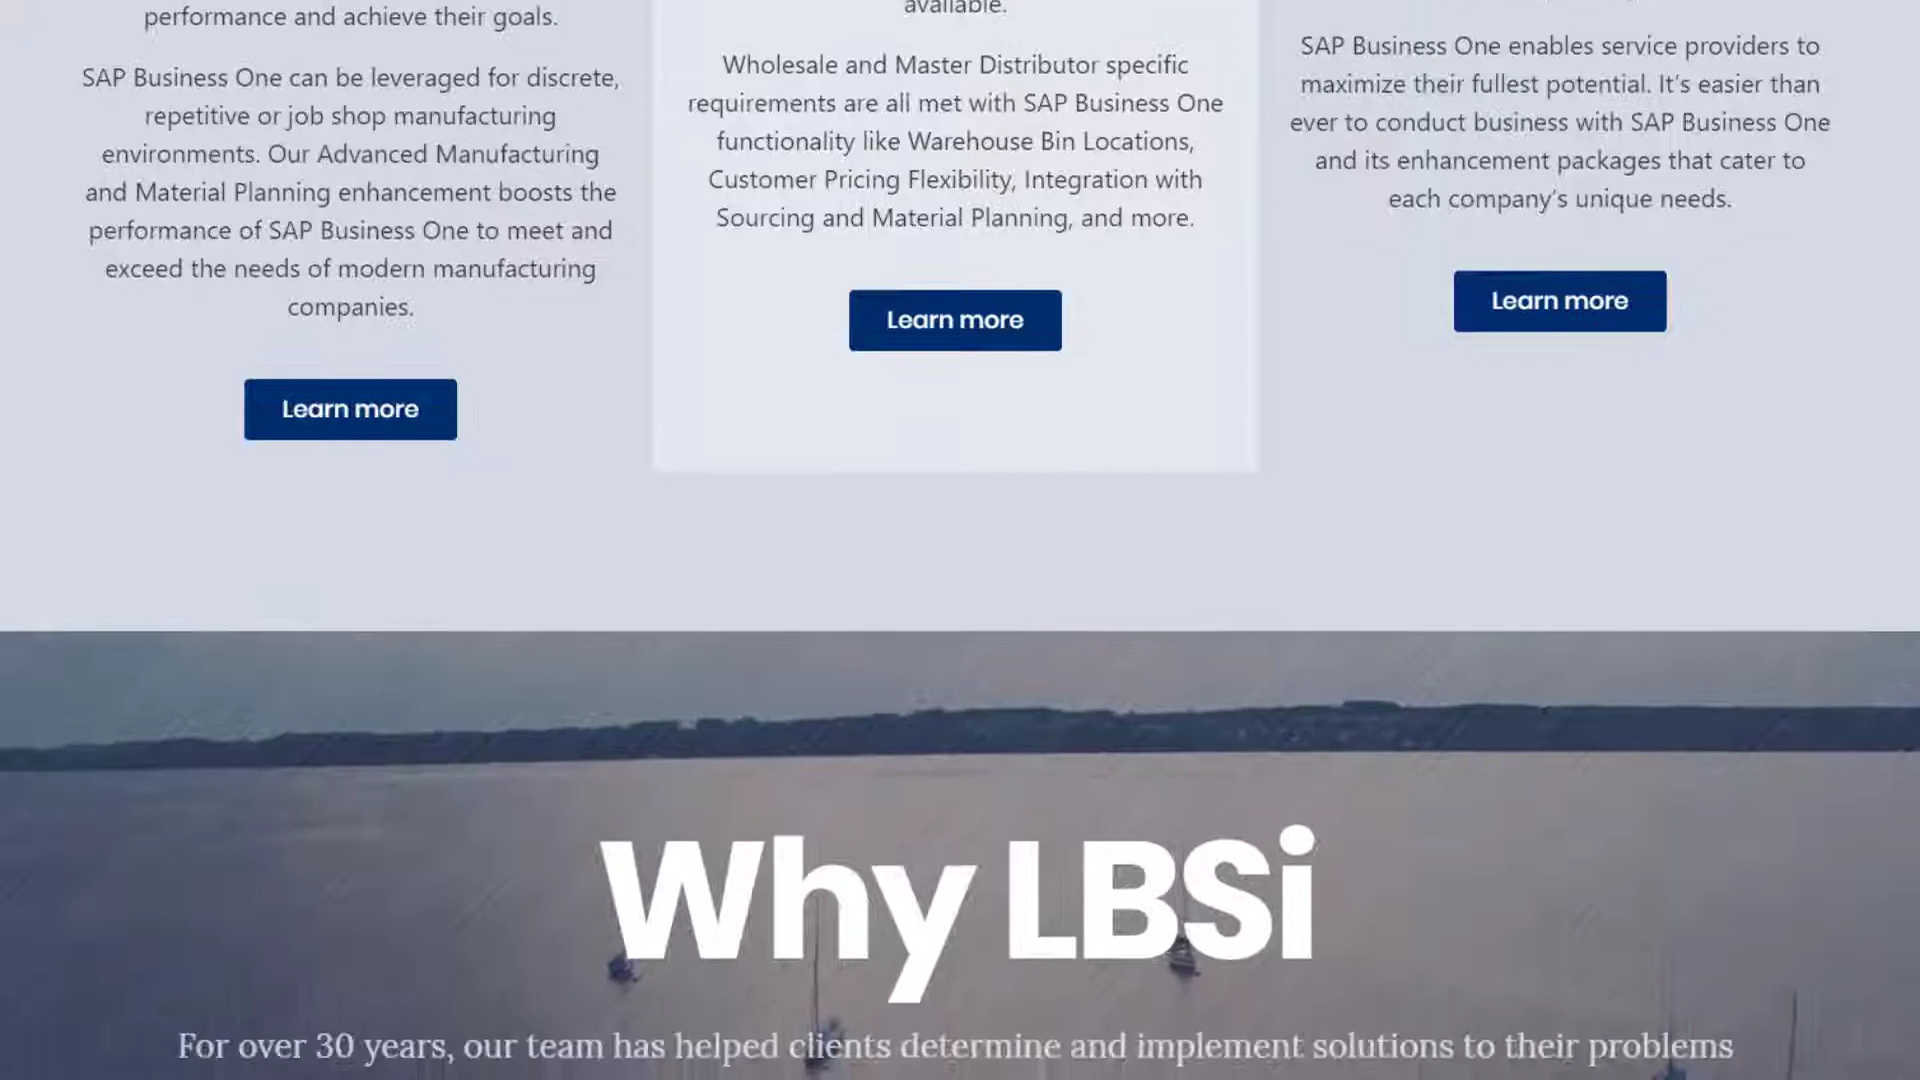 performance and achieve their goals.
SAP Business One can be leveraged for discrete,
repetitive or job shop manufacturing
environments. Our Advanced Manufacturing
and Material Planning enhancement boosts the
performance of SAP Business One to meet and
exceed the needs of modern manufacturing
companies.
Learn more
available.
Wholesale and Master Distributor specific
requirements are all met with SAP Business One
functionality like Warehouse Bin Locations,
Customer Pricing Flexibility, Integration with
Sourcing and Material Planning, and more.
Learn more
SAP Business One enables service providers to
maximize their fullest potential. It’s easier than
ever to conduct business with SAP Business One
and its enhancement packages that cater to
each company’s unique needs.
Learn more
Why LBSi
For over 30 years, our team has helped clients determine and implement solutions to their problems